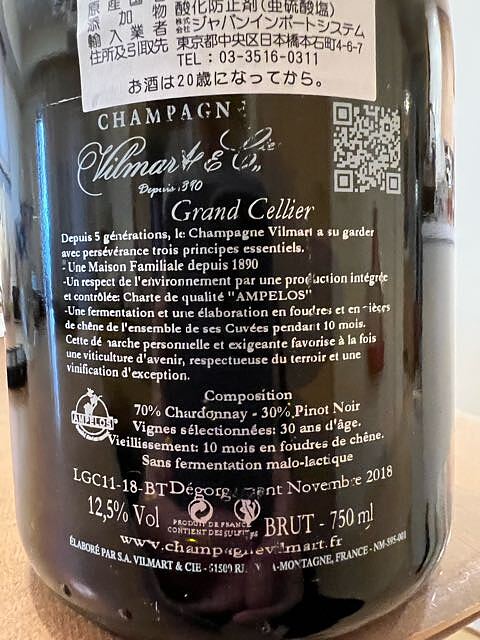 原産国
添加物 酸化防止剤(亜硫酸塩)
輸入業者 株式会社ジャパンインポートシステム
住所及引取先 東京都中央区日本橋本石町4-6-7
TEL:03-3516-0311
お酒は20歳になってから。
CHAMPAGNE
Vilmart & Cie
Depuis 1890
Grand Cellier
Depuis 5 générations, le Champagne Vilmart a su garder
avec persévérance trois principes essentiels.
- Une Maison Familiale depuis 1890
-Un respect de l'environnement par une production intégrée
et contrôlée: Charte de qualité "AMPELOS"
-Une fermentation et une élaboration en foudres et en pièces
de chêne de l'ensemble de ses Cuvées pendant 10 mois.
Cette démarche personnelle et exigeante favorise à la fois
une viticulture d'avenir, respectueuse du terroir et une
vinification d'exception.
Composition
70% Chardonnay - 30% Pinot Noir
AMPELOS
Vignes sélectionnées: 30 ans d'âge.
Vieillissement: 10 mois en foudres de chêne.
Sans fermentation malo-lactique
LGC11-18-BT Dégorgement Novembre 2018
12,5% Vol PRODUIT DE FRANCE CONTIENT DES SULFITES BRUT - 750 ml
www.champagnevilmart.fr
ÉLABORÉ PAR S.A. VILMART & CIE - 51500 RILLY-LA-MONTAGNE, FRANCE - NM-395-001